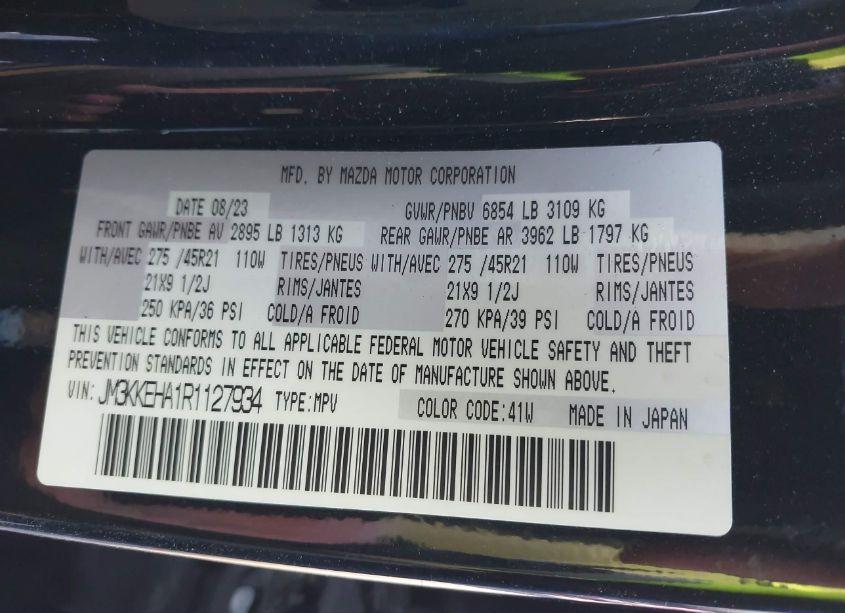 MFD. BY MAZDA MOTOR CORPORATION
DATE 08/23 GVWR/PNBV 6854 LB 3109 KG
FRONT GAWR/PNBE AV 2895 LB 1313 KG REAR GAWR/PNBE AR 3962 LB 1797 KG
WITH/AVEC 275 /45R21 110W TIRES/PNEUS WITH/AVEC 275 /45R21 110W TIRES/PNEUS
21X9 1/2J RIMS/JANTES 21X9 1/2J RIMS/JANTES
250 KPA/36 PSI COLD/A FROID 270 KPA/39 PSI COLD/A FROID
THIS VEHICLE CONFORMS TO ALL APPLICABLE FEDERAL MOTOR VEHICLE SAFETY AND THEFT
PREVENTION STANDARDS IN EFFECT ON THE DATE OF MANUFACTURE SHOWN ABOVE.
VIN: JM3KKEHA1R1127934 TYPE:MPV COLOR CODE:41W MADE IN JAPAN